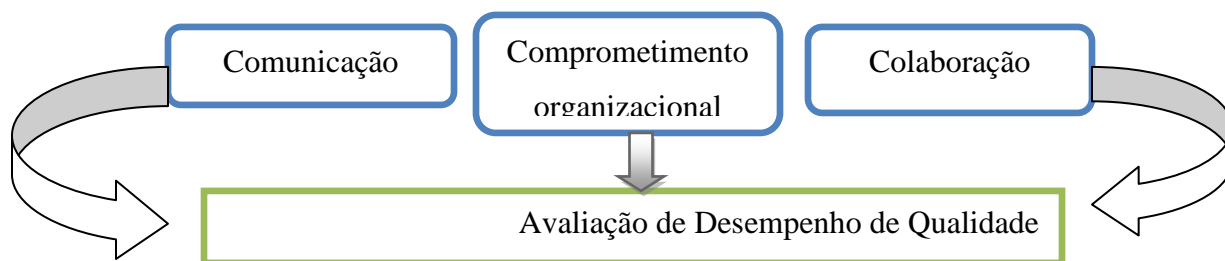 Comunicação
Comprometimento
organizacional
Colaboração
Avaliação de Desempenho de Qualidade